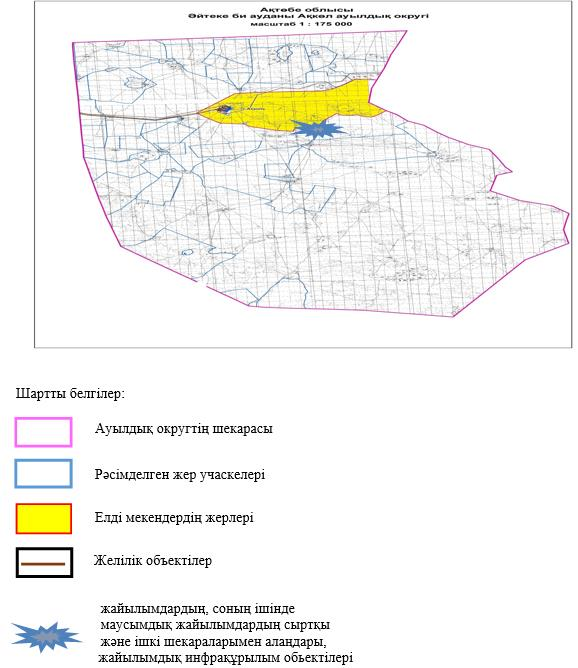 Ақтөбе облысы
Әйтеке би ауданы Ақкөл ауылдық округі
масштаб 1 : 175 000
Шартты белгілер:
Ауылдық округтің шекарасы
Рәсімделген жер учаскелері
Елді мекендердің жерлері
Желілік объектілер
жайылымдардың, соның ішінде
маусымдық жайылымдардың сыртқы
және ішкі шекараларымен алаңдары,
жайылымдық инфрақұрылым объектілері